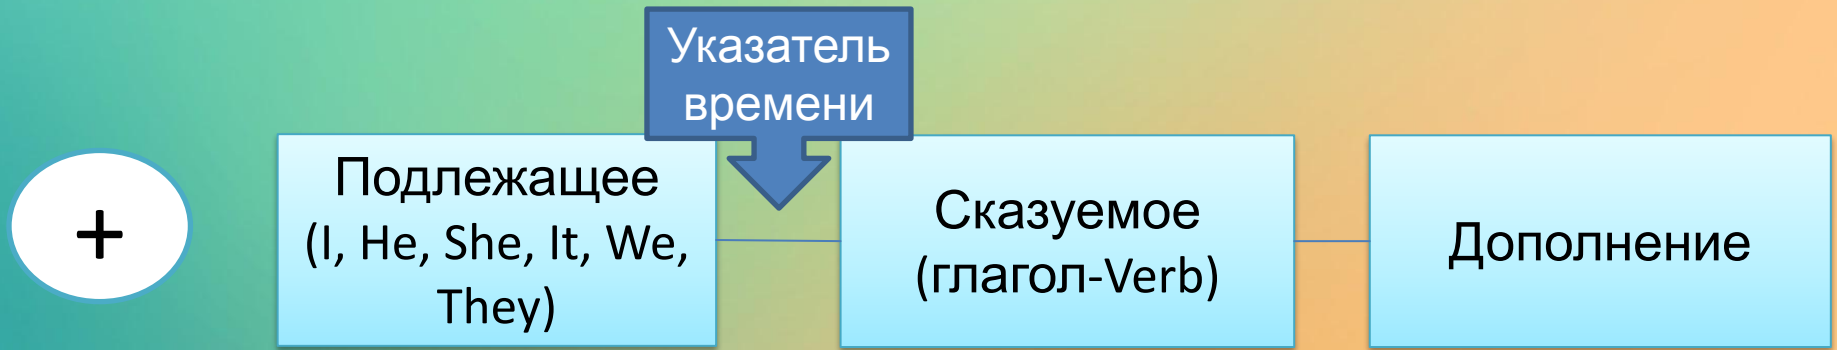 Указатель
времени
+
Подлежащее
(I, He, She, It, We,
They)
Сказуемое
(глагол-Verb)
Дополнение